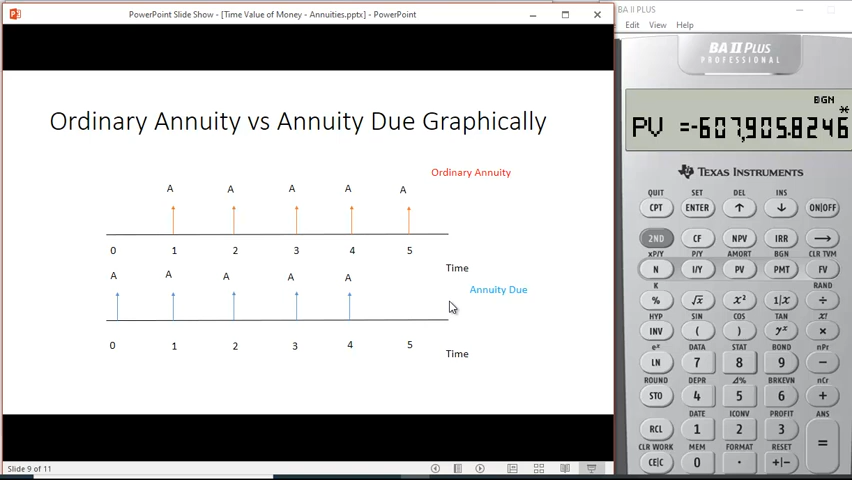 PowerPoint Slide Show - [Time Value of Money - Annuities.pptx] - PowerPoint
Ordinary Annuity vs Annuity Due Graphically
Ordinary Annuity
A A A A A
0 1 2 3 4 5
Time
A A A A A
Annuity Due
0 1 2 3 4 5
Time
Slide 9 of 11
BA II PLUS
Edit View Help
BA II PLUS
PROFESSIONAL
BGN
PV =-607,905.8246
TEXAS INSTRUMENTS
QUIT SET DEL INS
CPT ENTER ↑ ↓ ON|OFF
2ND CF NPV IRR →
xP/Y P/Y AMORT BGN CLR TVM
N I/Y PV PMT FV
K RAND
% √x x² 1/x ÷
HYP SIN COS TAN x!
INV ( ) yˣ ×
eˣ DATA STAT BOND nPr
LN 7 8 9 −
ROUND DEPR Δ% BRKEVN nCr
STO 4 5 6 +
DATE ICONV PROFIT ANS
RCL 1 2 3 =
CLR WORK MEM FORMAT RESET
CE|C 0 . +|−